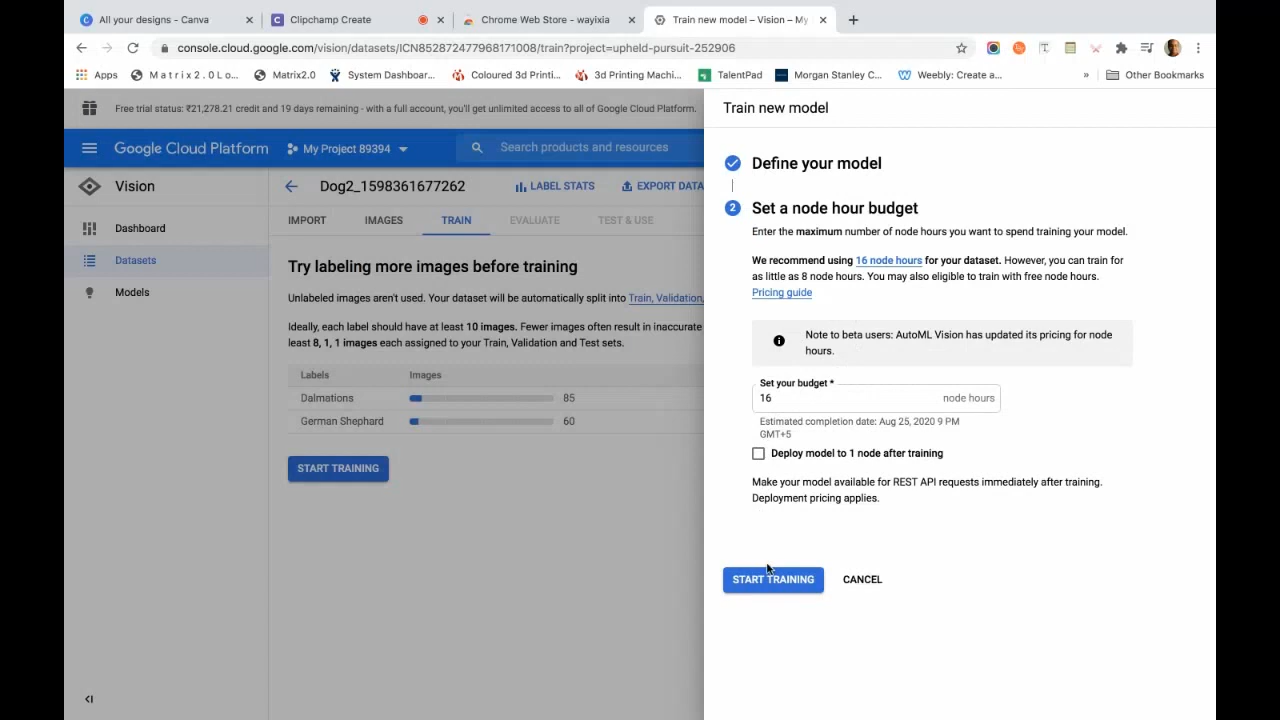 All your designs - Canva
Clipchamp Create
Chrome Web Store - wayixia
Train new model – Vision – My
console.cloud.google.com/vision/datasets/ICN852872477968171008/train?project=upheld-pursuit-252906
Apps
M a t r i x 2 . 0 L o...
Matrix2.0
System Dashboar...
Coloured 3d Printi...
3d Printing Machi...
TalentPad
Morgan Stanley C...
Weebly: Create a...
»
Other Bookmarks
Free trial status: ₹21,278.21 credit and 19 days remaining - with a full account, you'll get unlimited access to all of Google Cloud Platform.
Google Cloud Platform
My Project 89394
Search products and resources
Vision
Dashboard
Datasets
Models
Dog2_1598361677262
LABEL STATS
EXPORT DATA
IMPORT
IMAGES
TRAIN
EVALUATE
TEST & USE
Try labeling more images before training
Unlabeled images aren't used. Your dataset will be automatically split into Train, Validation,
Ideally, each label should have at least 10 images. Fewer images often result in inaccurate
least 8, 1, 1 images each assigned to your Train, Validation and Test sets.
Labels Images
Dalmations 85
German Shephard 60
START TRAINING
Train new model
Define your model
2 Set a node hour budget
Enter the maximum number of node hours you want to spend training your model.
We recommend using 16 node hours for your dataset. However, you can train for
as little as 8 node hours. You may also eligible to train with free node hours.
Pricing guide
Note to beta users: AutoML Vision has updated its pricing for node
hours.
Set your budget *
16 node hours
Estimated completion date: Aug 25, 2020 9 PM
GMT+5
Deploy model to 1 node after training
Make your model available for REST API requests immediately after training.
Deployment pricing applies.
START TRAINING
CANCEL